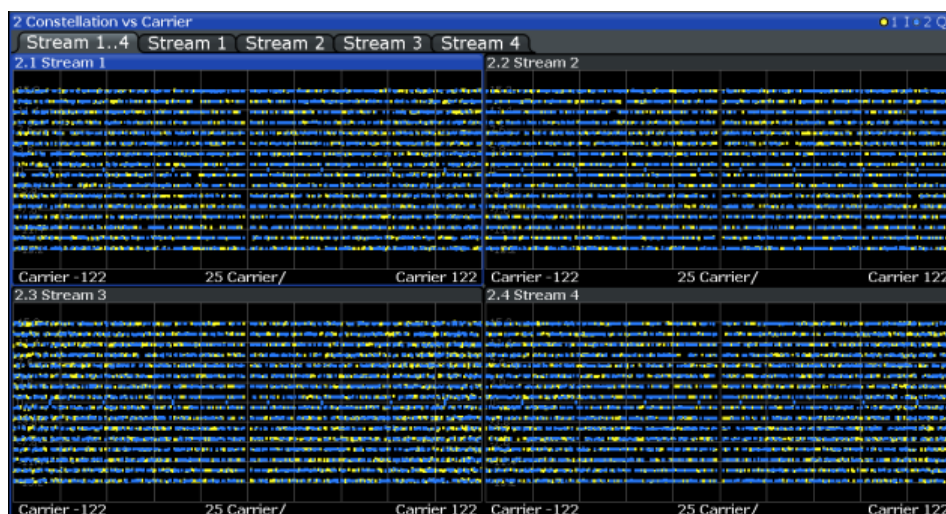 2 Constellation vs Carrier 1 I 2 Q
Stream 1..4 Stream 1 Stream 2 Stream 3 Stream 4
2.1 Stream 1
Carrier -122 25 Carrier/ Carrier 122
2.2 Stream 2
Carrier -122 25 Carrier/ Carrier 122
2.3 Stream 3
Carrier -122 25 Carrier/ Carrier 122
2.4 Stream 4
Carrier -122 25 Carrier/ Carrier 122